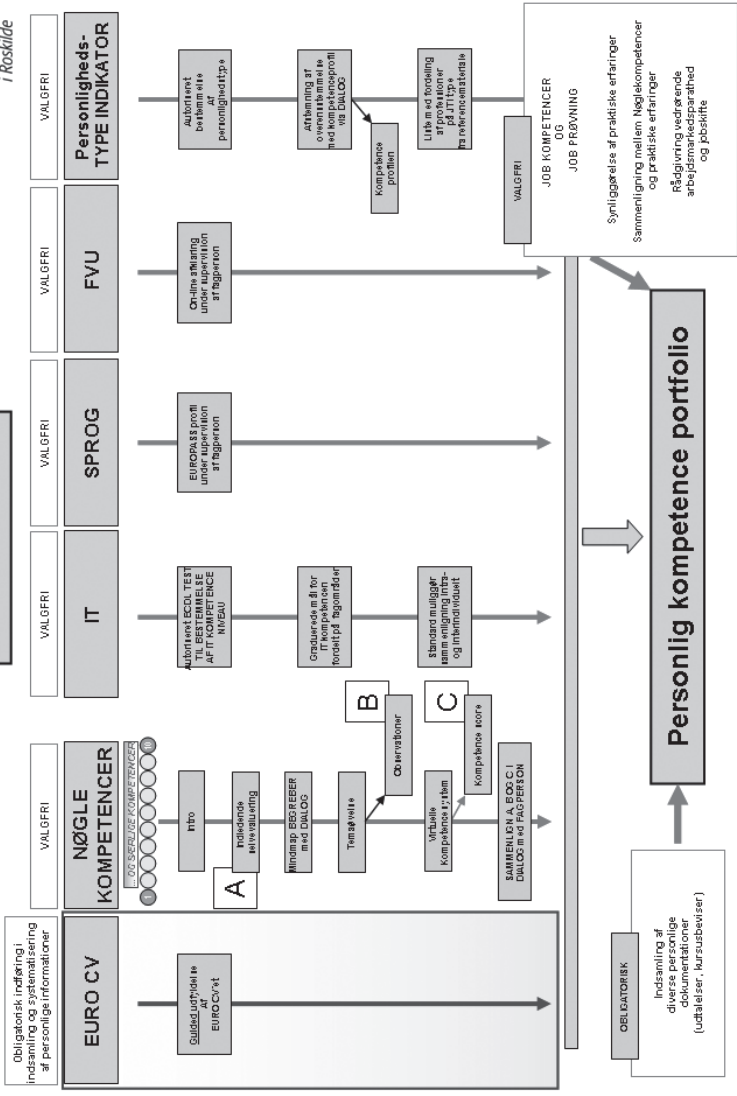 i Roskilde
Obligatorisk indføring i
indsamling og systematisering
af personlige informationer
EURO CV
Guided udfyldelse
Af
EUROCV'et
VALGFRI
NØGLE
KOMPETENCER
... OG SÆRLIGE KOMPETENCER
1
10
Intro
Indledende
selvevaluering
A
Mindmap BEGREBER
med DIALOG
Temaøvelse
B
Observationer
Virtuelle
Kompetence system
C
Kompetence score
SAMMENLIGN A, B OG C I
DIALOG med FAGPERSON
VALGFRI
IT
Autoriseret ECDL TEST
TIL BESTEMMELSE
AF IT KOMPETENCE
NIVEAU
Graduerede mål for
IT kompetencen
fordelt på fagområder
Standard muliggør
sammenligning intra-
og interindividuelt
VALGFRI
SPROG
EUROPASS profil
under supervision
af fagperson
VALGFRI
FVU
On-line afklaring
under supervision
af fagperson
VALGFRI
Personligheds-
TYPE INDIKATOR
Autoriseret
bestemmelse
Af
personlighedstype
Afstemning af
overensstemmelse
med kompetenceprofil
via DIALOG
Kompetence
profilen
Liste med fordeling
af professioner
på JTI type
fra referencemateriale
VALGFRI
JOB KOMPETENCER
OG
JOB PRØVNING
Synliggørelse af praktiske erfaringer
Sammenligning mellem Nøglekompetencer
og praktiske erfaringer
Rådgivning vedrørende
arbejdsmarkedsparathed
og jobskifte
OBLIGATORISK
Indsamling af
diverse personlige
dokumentationer
(udtalelser, kursusbeviser)
Personlig kompetence portfolio